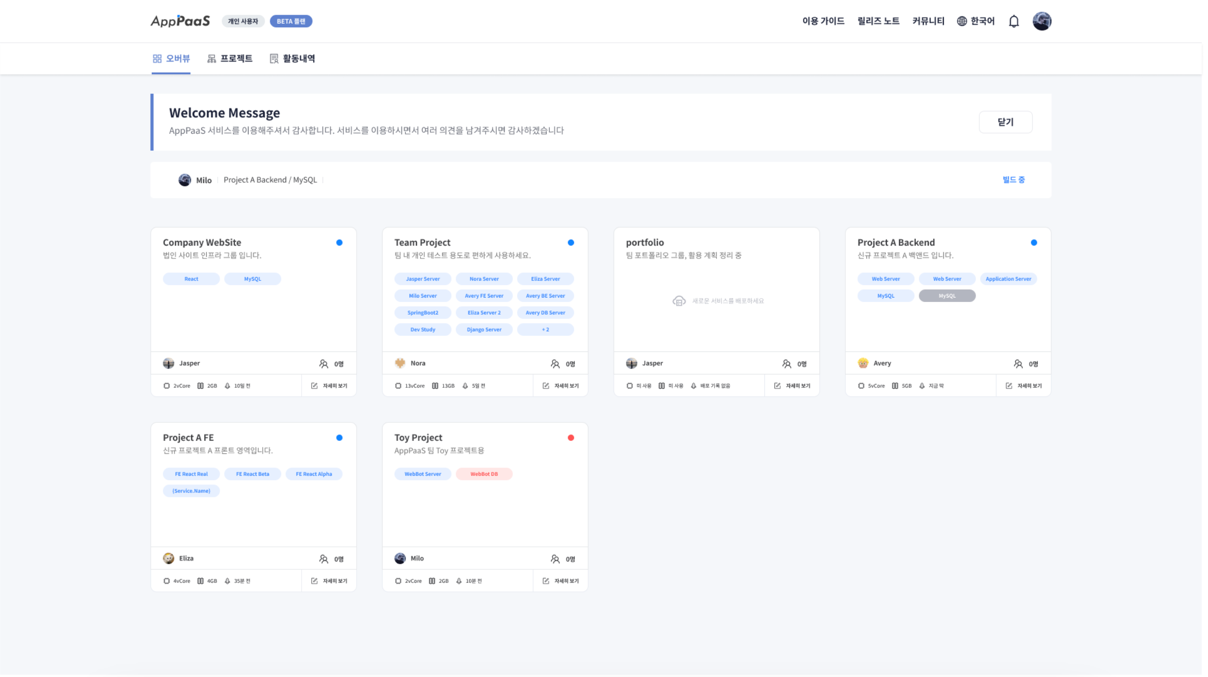 AppPaaS 개인 사용자 BETA 플랜 이용 가이드 릴리즈 노트 커뮤니티 한국어
오버뷰 프로젝트 활동내역
Welcome Message
AppPaaS 서비스를 이용해주셔서 감사합니다. 서비스를 이용하시면서 여러 의견을 남겨주시면 감사하겠습니다
닫기
Milo Project A Backend / MySQL 빌드 중
Company WebSite
법인 사이트 인프라 그룹 입니다.
React MySQL
Jasper 0명
2vCore 2GB 10일 전 자세히 보기
Team Project
팀 내 개인 테스트 용도로 편하게 사용하세요.
Jasper Server Nora Server Eliza Server
Milo Server Avery FE Server Avery BE Server
SpringBoot2 Eliza Server 2 Avery DB Server
Dev Study Django Server + 2
Nora 0명
13vCore 13GB 5일 전 자세히 보기
portfolio
팀 포트폴리오 그룹, 활용 계획 정리 중
새로운 서비스를 배포하세요
Jasper 0명
미 사용 미 사용 배포 기록 없음 자세히 보기
Project A Backend
신규 프로젝트 A 백앤드 입니다.
Web Server Web Server Application Server
MySQL MySQL
Avery 0명
5vCore 5GB 지금 막 자세히 보기
Project A FE
신규 프로젝트 A 프론트 영역입니다.
FE React Real FE React Beta FE React Alpha
{Service.Name}
Eliza 0명
4vCore 4GB 35분 전 자세히 보기
Toy Project
AppPaaS 팀 Toy 프로젝트용
WebBot Server WebBot DB
Milo 0명
2vCore 2GB 10분 전 자세히 보기